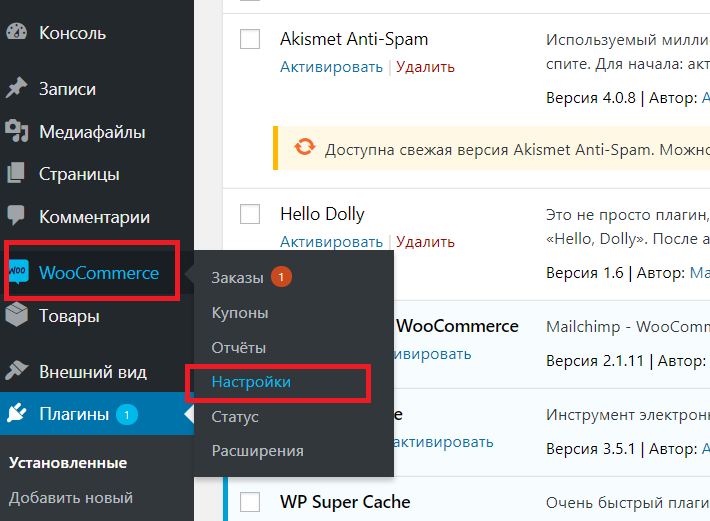 Консоль
Записи
Медиафайлы
Страницы
Комментарии
WOO
WooCommerce
Товары
Внешний вид
Плагины 1
Установленные
Добавить новый
Заказы 1
Купоны
Отчёты
Настройки
Статус
Расширения
Akismet Anti-Spam
Активировать | Удалить
Используемый милли
спите. Для начала: акт
Версия 4.0.8 | Автор: A
Доступна свежая версия Akismet Anti-Spam. Можно
Hello Dolly
Активировать | Удалить
Это не просто плагин,
«Hello, Dolly». После а
Версия 1.6 | Автор: Ma
WooCommerce
ивировать
Mailchimp - WooComm
Версия 2.1.11 | Автор:
e
активировать
Инструмент электронн
Версия 3.5.1 | Автор: A
WP Super Cache
Очень быстрый плаги